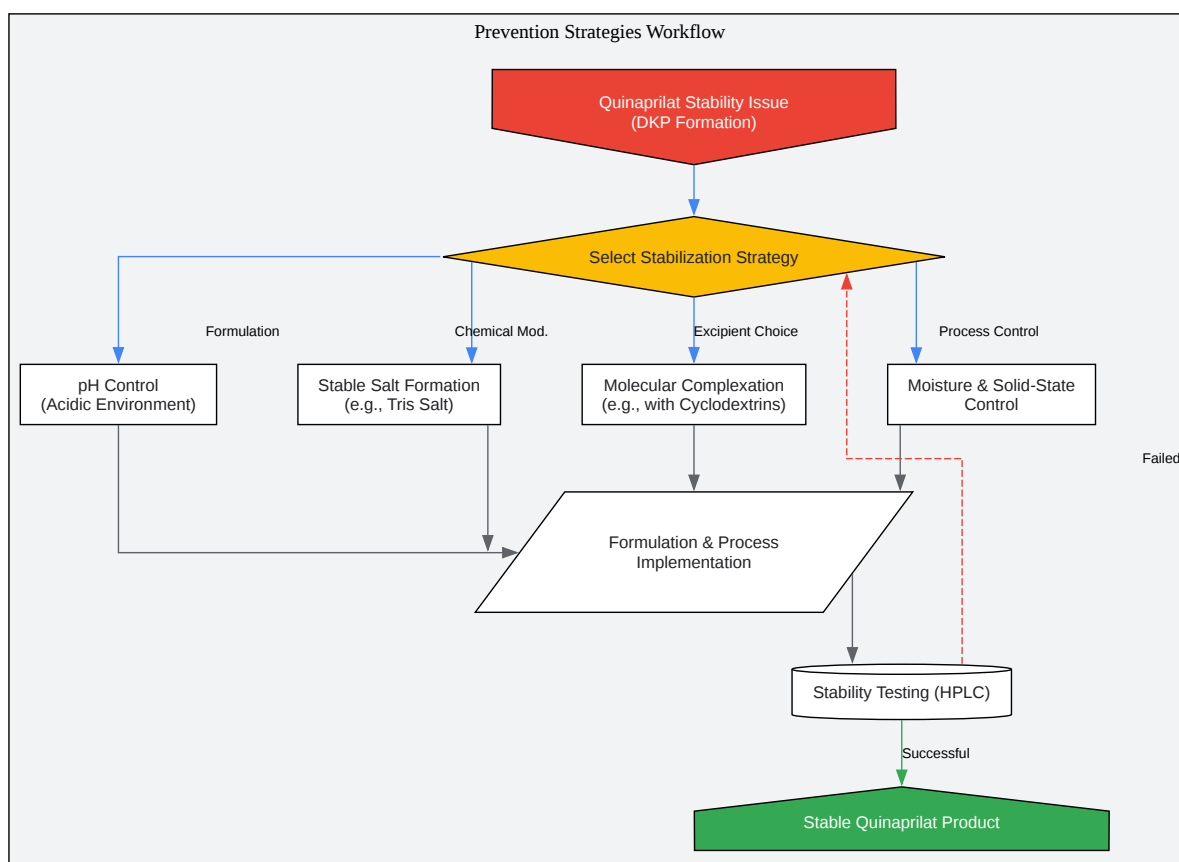 Prevention Strategies Workflow
Quinaprilat Stability Issue
(DKP Formation)
Select Stabilization Strategy
Formulation
Chemical Mod.
Excipient Choice
Process Control
pH Control
(Acidic Environment)
Stable Salt Formation
(e.g., Tris Salt)
Molecular Complexation
(e.g., with Cyclodextrins)
Moisture & Solid-State
Control
Failed
Formulation & Process
Implementation
Stability Testing (HPLC)
Successful
Stable Quinaprilat Product